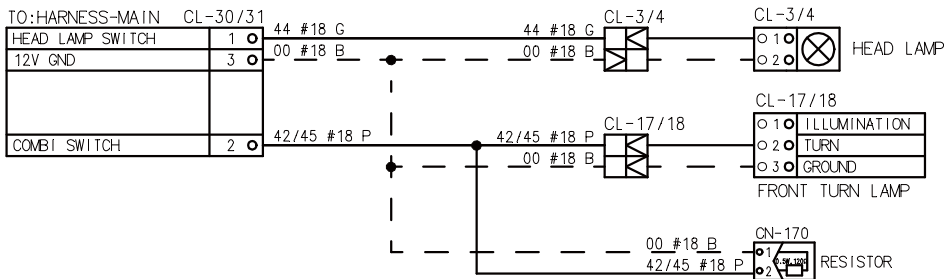 TO:HARNESS-MAIN CL-30/31
HEAD LAMP SWITCH 1
12V GND 3
COMBI SWITCH 2
44 #18 G
00 #18 B
42/45 #18 P
44 #18 G
00 #18 B
CL-3/4
CL-3/4
1
2
HEAD LAMP
42/45 #18 P
00 #18 B
CL-17/18
CL-17/18
1 ILLUMINATION
2 TURN
3 GROUND
FRONT TURN LAMP
00 #18 B
42/45 #18 P
CN-170
1
2
RESISTOR